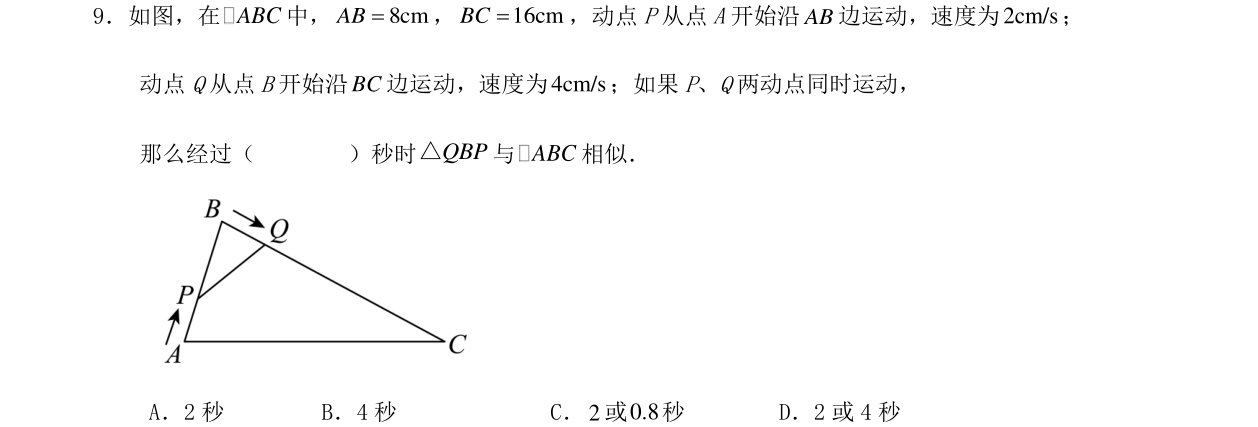 9. 如图，在▯ABC中，AB=8cm，BC=16cm，动点P从点A开始沿AB边运动，速度为2cm/s；
动点Q从点B开始沿BC边运动，速度为4cm/s；如果P、Q两动点同时运动，
那么经过（　　）秒时△QBP与▯ABC相似．
B
Q
P
A
C
A．2秒 B．4秒 C．2或0.8秒 D．2或4秒